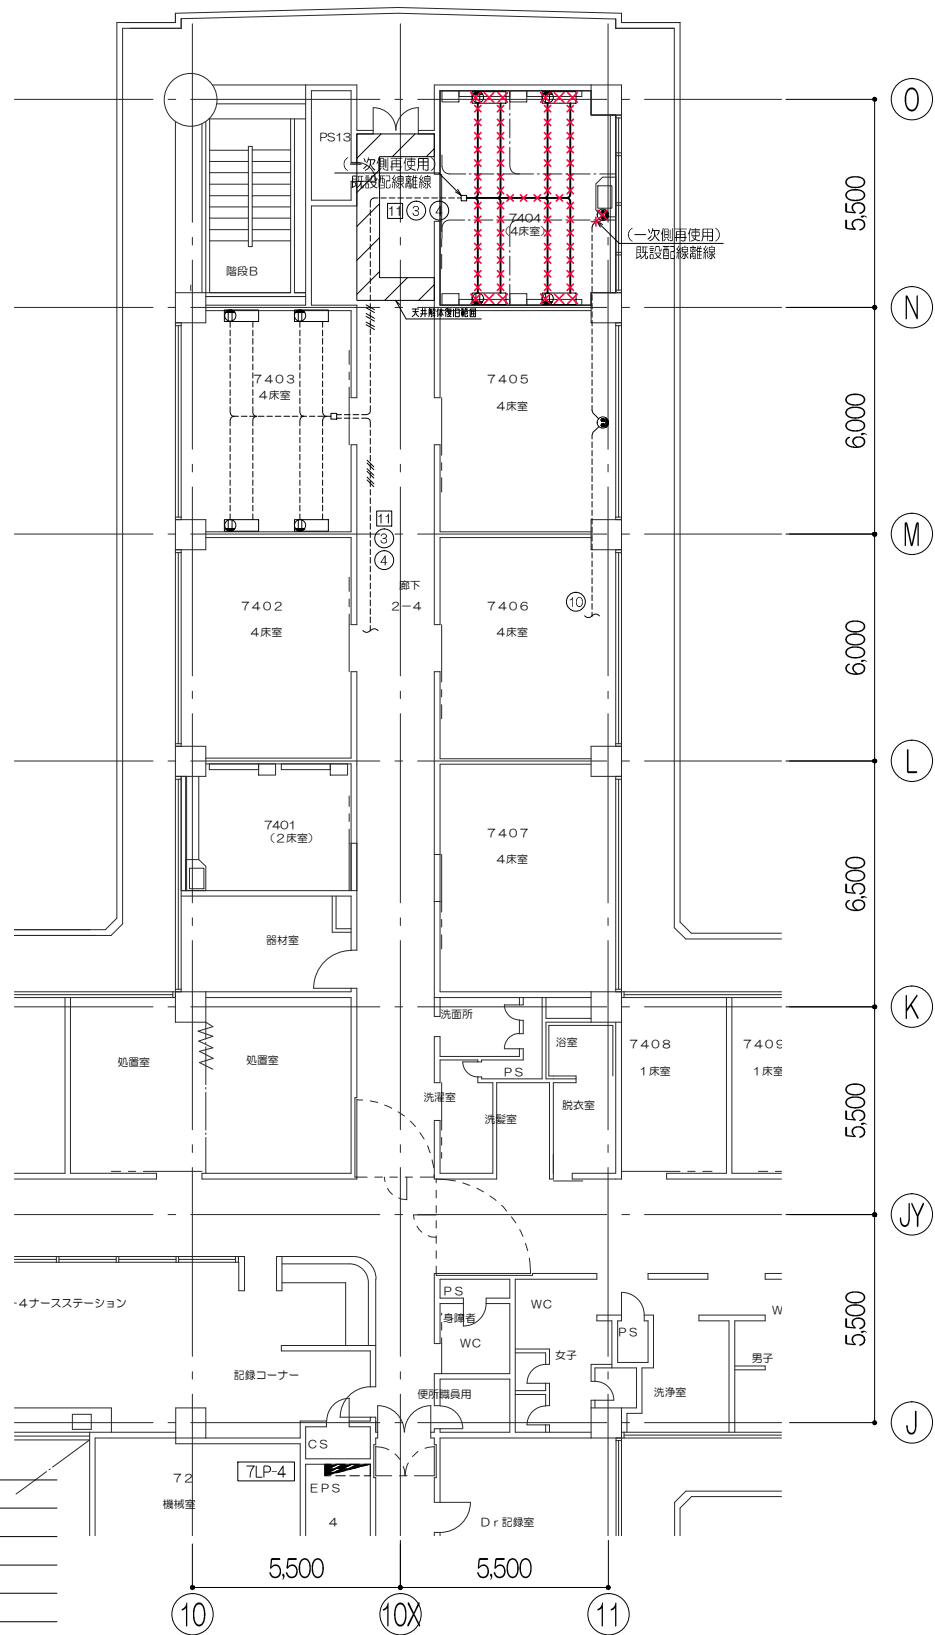 O
PS13
(一次側再使用)
既設配線離線
11 3 4
7404
(4床室)
(一次側再使用)
既設配線離線
5,500
階段B
天井解体復旧範囲
N
7403
4床室
7405
4床室
6,000
11
3
4
M
廊下
2-4
7402
4床室
7406
4床室
10
6,000
L
7401
(2床室)
7407
4床室
6,500
器材室
K
洗面所
浴室
7408
1床室
7409
1床室
処置室
処置室
PS
洗濯室
洗髪室
脱衣室
5,500
JY
-4ナースステーション
PS
身障者
WC
WC
PS
W
女子
男子
5,500
記録コーナー
便所職員用
洗浄室
J
CS
72
機械室
7LP-4
EPS
4
Dr記録室
5,500
5,500
10
10X
11